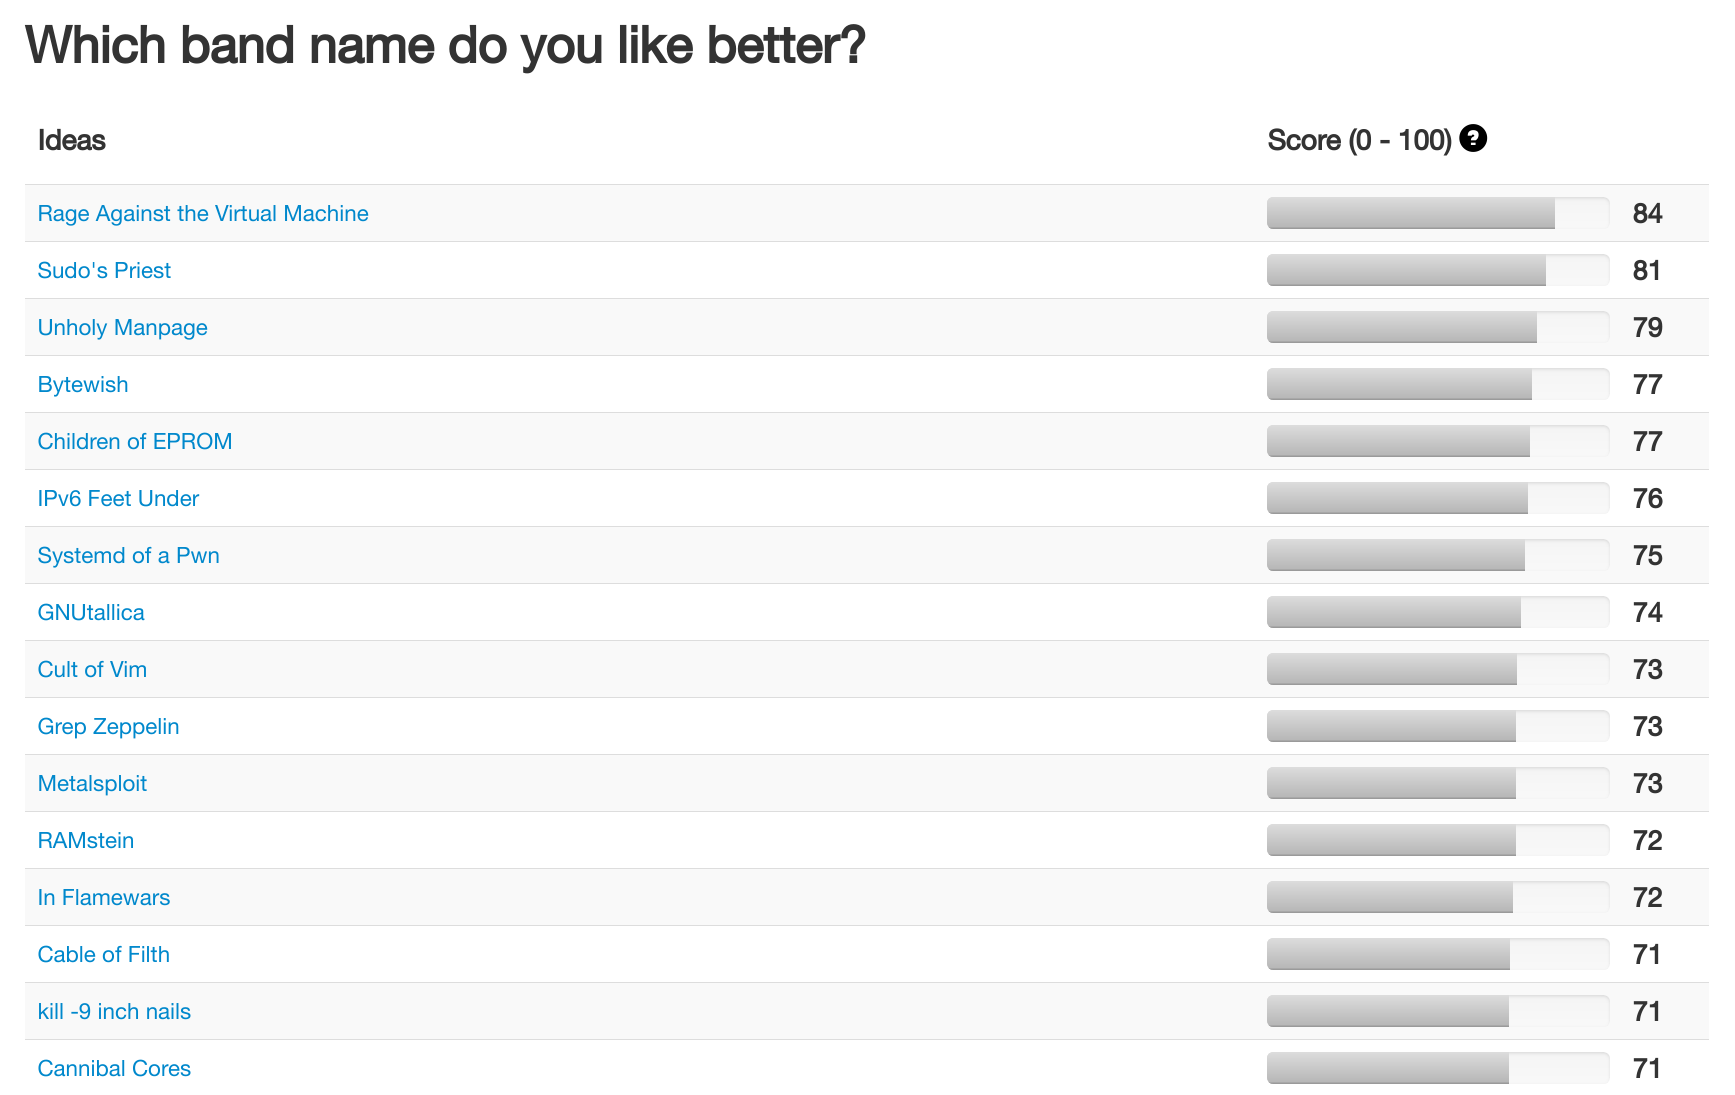 Which band name do you like better?
Ideas Score (0 - 100) ?
Rage Against the Virtual Machine 84
Sudo's Priest 81
Unholy Manpage 79
Bytewish 77
Children of EPROM 77
IPv6 Feet Under 76
Systemd of a Pwn 75
GNUtallica 74
Cult of Vim 73
Grep Zeppelin 73
Metalsploit 73
RAMstein 72
In Flamewars 72
Cable of Filth 71
kill -9 inch nails 71
Cannibal Cores 71